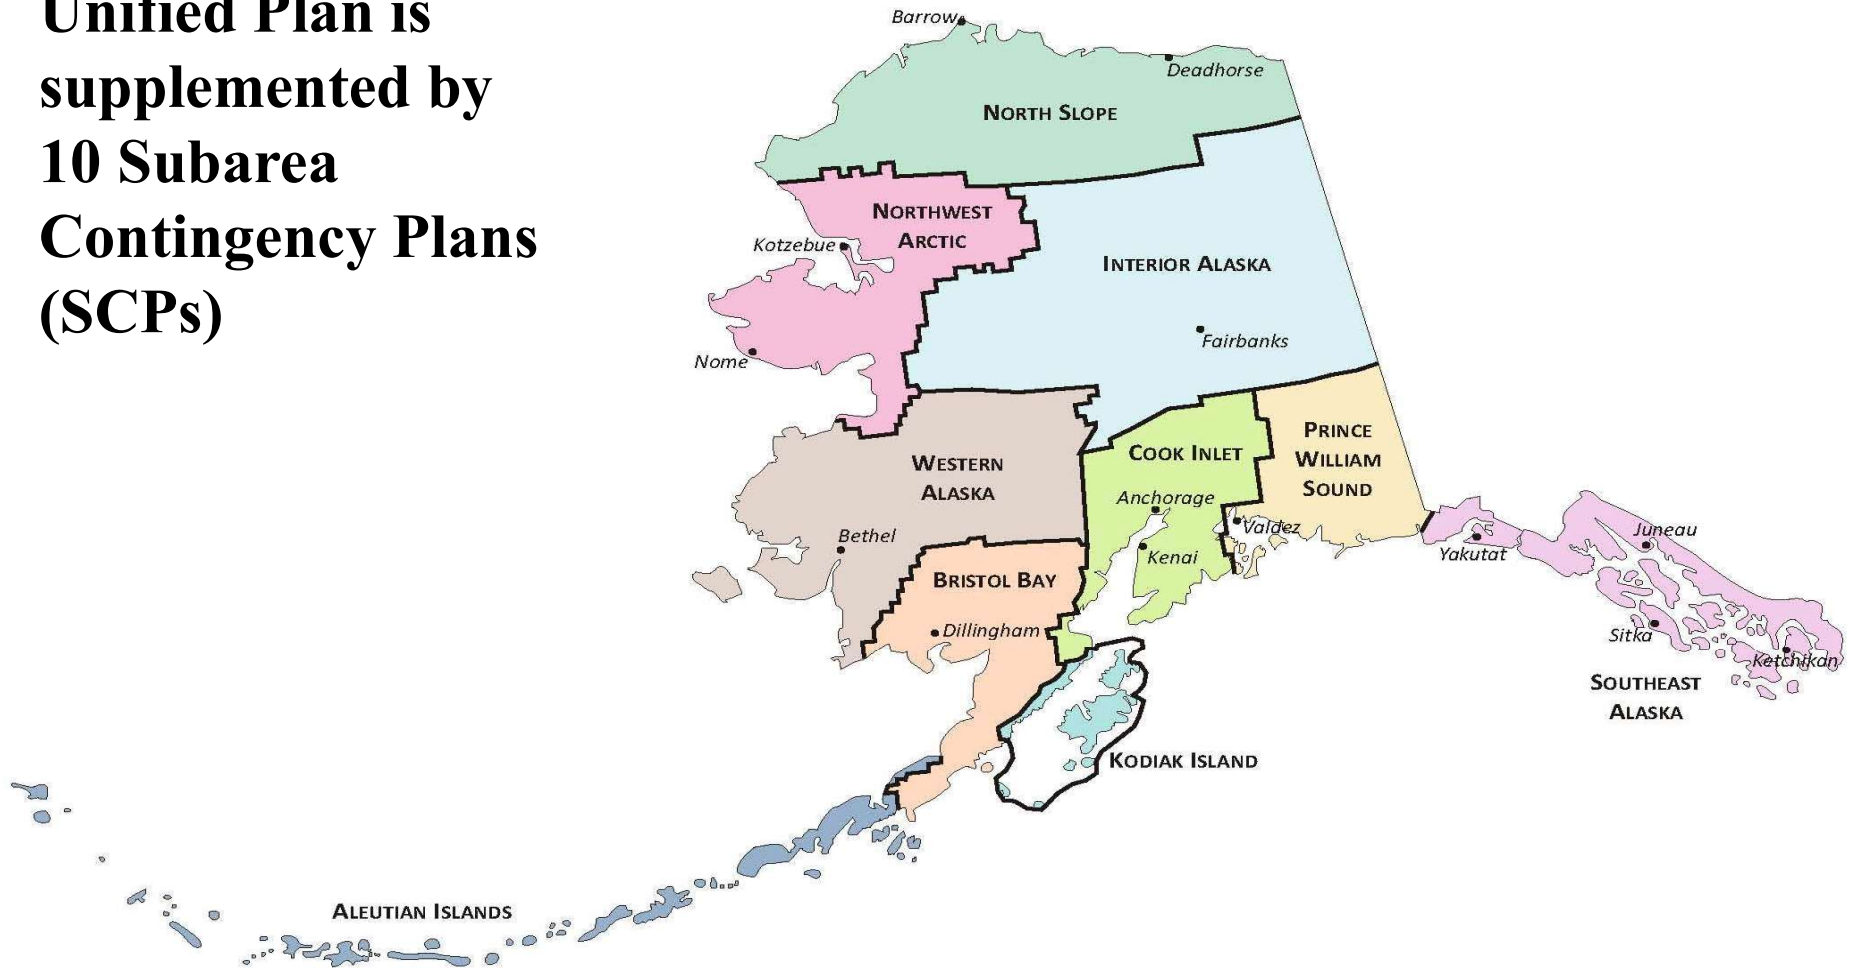 Unified Plan is
supplemented by
10 Subarea
Contingency Plans
(SCPs)
Barrow
Deadhorse
NORTH SLOPE
NORTHWEST
ARCTIC
Kotzebue
INTERIOR ALASKA
Fairbanks
Nome
PRINCE
WILLIAM
SOUND
COOK INLET
WESTERN
ALASKA
Anchorage
Valdez
Juneau
Bethel
Kenai
Yakutat
BRISTOL BAY
Dillingham
Sitka
Ketchikan
SOUTHEAST
ALASKA
KODIAK ISLAND
ALEUTIAN ISLANDS